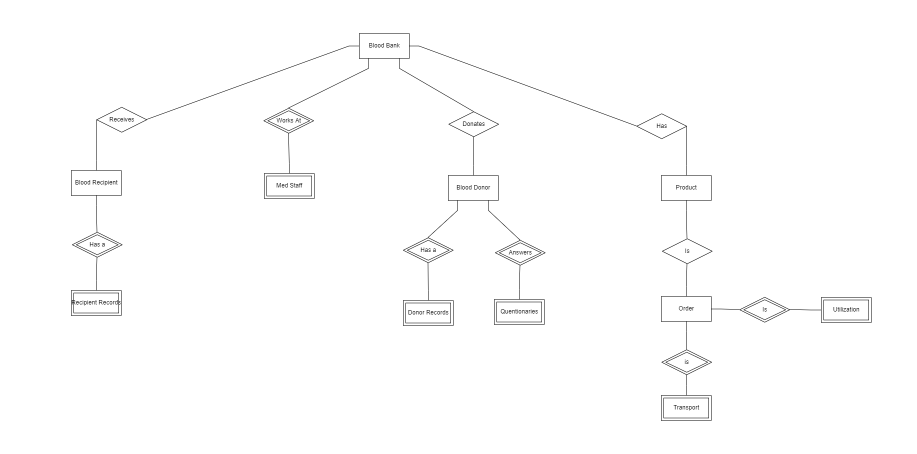 Blood Bank
Receives
Works At
Donates
Has
Blood Recipient
Med Staff
Blood Donor
Product
Has a
Has a
Answers
Is
Recipient Records
Donor Records
Quentionaries
Order
Is
Utilization
is
Transport